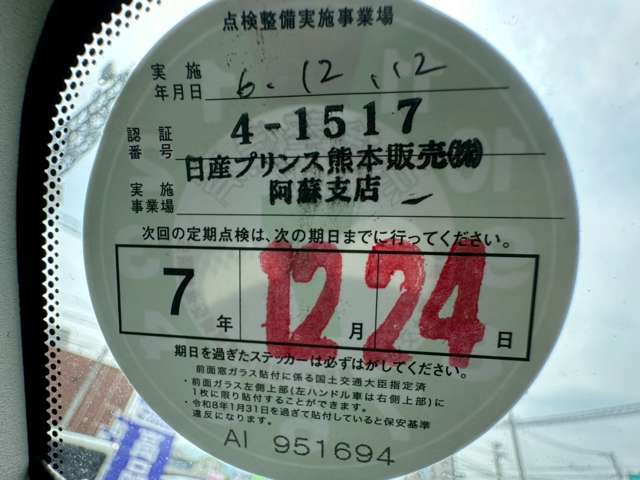 点検整備実施事業場
実施年月日 6.12.12
認証番号 4-1517
日産プリンス熊本販売㈱
実施事業場 阿蘇支店
次回の定期点検は、次の期日までに行ってください。
7年 12月 24日
期日を過ぎたステッカーは必ずはがしてください。
前面窓ガラス貼付に係る国土交通大臣指定済
・前面ガラス左側上部(左ハンドル車は右側上部)に
1枚に限り貼付することができます。
・令和8年1月31日を過ぎて貼付していると保安基準
違反になります。
AI 951694